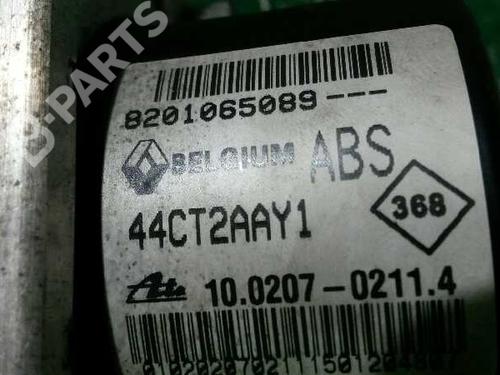 B-PARTS
8201065089---
BELGIUM ABS
44CT2AAY1
368
Ate 10.0207-0211.4